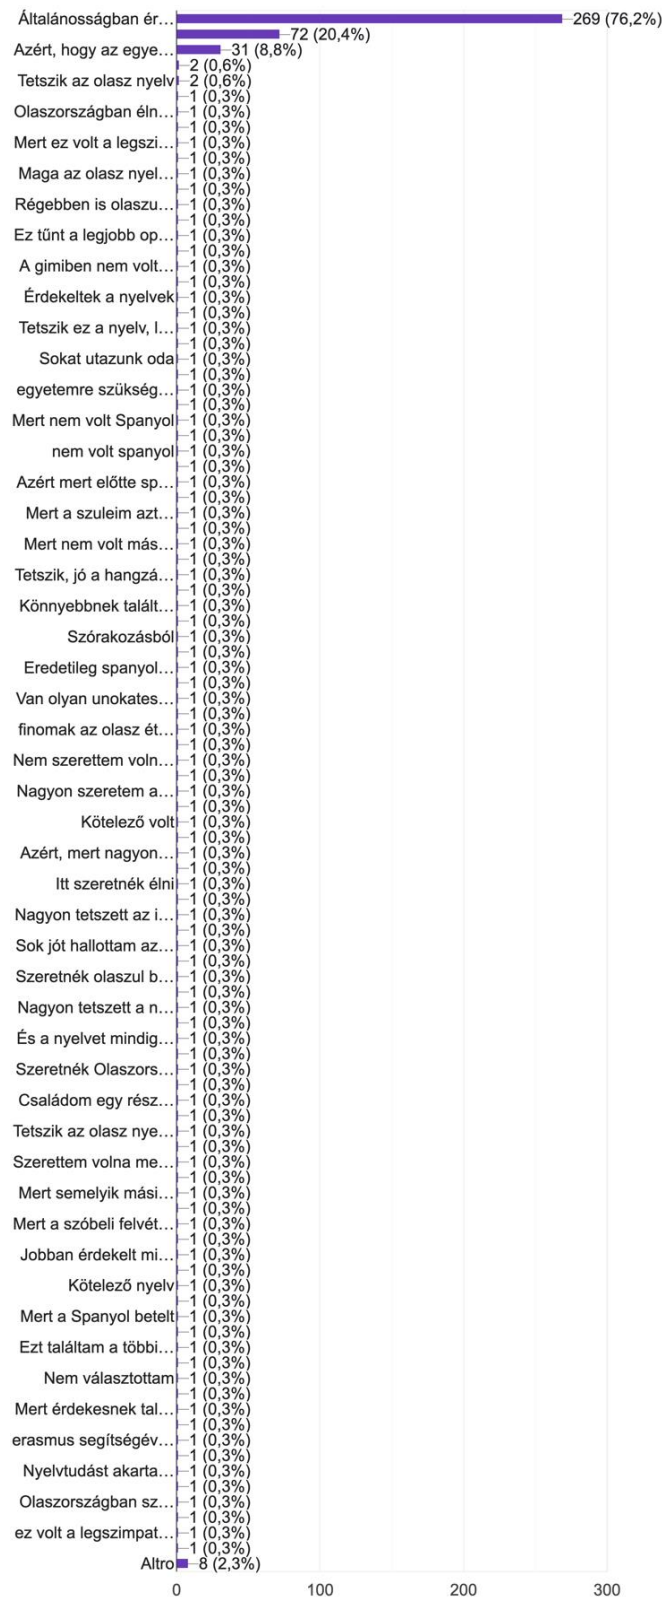 Általánosságban ér… 269 (76,2%)
72 (20,4%)
Azért, hogy az egye… 31 (8,8%)
2 (0,6%)
Tetszik az olasz nyelv 2 (0,6%)
1 (0,3%)
Olaszországban éln… 1 (0,3%)
1 (0,3%)
Mert ez volt a legszi… 1 (0,3%)
1 (0,3%)
Maga az olasz nyel… 1 (0,3%)
1 (0,3%)
Régebben is olaszu… 1 (0,3%)
1 (0,3%)
Ez tűnt a legjobb op… 1 (0,3%)
1 (0,3%)
A gimiben nem volt… 1 (0,3%)
1 (0,3%)
Érdekeltek a nyelvek 1 (0,3%)
1 (0,3%)
Tetszik ez a nyelv, l… 1 (0,3%)
1 (0,3%)
Sokat utazunk oda 1 (0,3%)
1 (0,3%)
egyetemre szükség… 1 (0,3%)
1 (0,3%)
Mert nem volt Spanyol 1 (0,3%)
1 (0,3%)
nem volt spanyol 1 (0,3%)
1 (0,3%)
Azért mert előtte sp… 1 (0,3%)
1 (0,3%)
Mert a szuleim azt… 1 (0,3%)
1 (0,3%)
Mert nem volt más… 1 (0,3%)
1 (0,3%)
Tetszik, jó a hangzá… 1 (0,3%)
1 (0,3%)
Könnyebbnek talált… 1 (0,3%)
1 (0,3%)
Szórakozásból 1 (0,3%)
1 (0,3%)
Eredetileg spanyol… 1 (0,3%)
1 (0,3%)
Van olyan unokates… 1 (0,3%)
1 (0,3%)
finomak az olasz ét… 1 (0,3%)
1 (0,3%)
Nem szerettem voln… 1 (0,3%)
1 (0,3%)
Nagyon szeretem a… 1 (0,3%)
1 (0,3%)
Kötelező volt 1 (0,3%)
1 (0,3%)
Azért, mert nagyon… 1 (0,3%)
1 (0,3%)
Itt szeretnék élni 1 (0,3%)
1 (0,3%)
Nagyon tetszett az i… 1 (0,3%)
1 (0,3%)
Sok jót hallottam az… 1 (0,3%)
1 (0,3%)
Szeretnék olaszul b… 1 (0,3%)
1 (0,3%)
Nagyon tetszett a n… 1 (0,3%)
1 (0,3%)
És a nyelvet mindig… 1 (0,3%)
1 (0,3%)
Szeretnék Olaszors… 1 (0,3%)
1 (0,3%)
Családom egy rész… 1 (0,3%)
1 (0,3%)
Tetszik az olasz nye… 1 (0,3%)
1 (0,3%)
Szerettem volna me… 1 (0,3%)
1 (0,3%)
Mert semelyik mási… 1 (0,3%)
1 (0,3%)
Mert a szóbeli felvét… 1 (0,3%)
1 (0,3%)
Jobban érdekelt mi… 1 (0,3%)
1 (0,3%)
Kötelező nyelv 1 (0,3%)
1 (0,3%)
Mert a Spanyol betelt 1 (0,3%)
1 (0,3%)
Ezt találtam a többi… 1 (0,3%)
1 (0,3%)
Nem választottam 1 (0,3%)
1 (0,3%)
Mert érdekesnek tal… 1 (0,3%)
1 (0,3%)
erasmus segítségév… 1 (0,3%)
1 (0,3%)
Nyelvtudást akarta… 1 (0,3%)
1 (0,3%)
Olaszországban sz… 1 (0,3%)
1 (0,3%)
ez volt a legszimpat… 1 (0,3%)
1 (0,3%)
Altro 8 (2,3%)
0 100 200 300